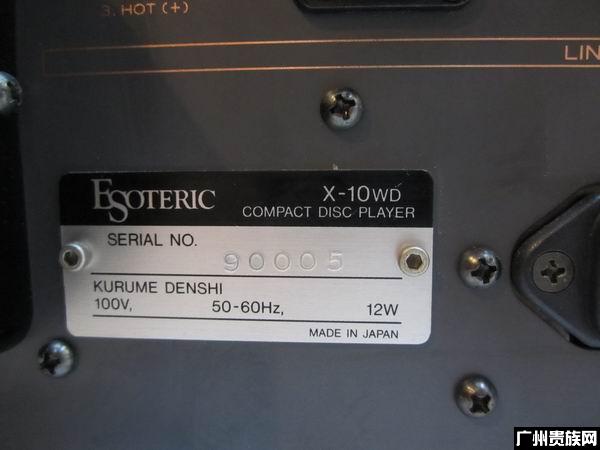 3. HOT (+)
LIN
ESOTERIC
X-10WD
COMPACT DISC PLAYER
SERIAL NO.
90005
KURUME DENSHI
100V, 50-60Hz, 12W
MADE IN JAPAN
广州贵族网